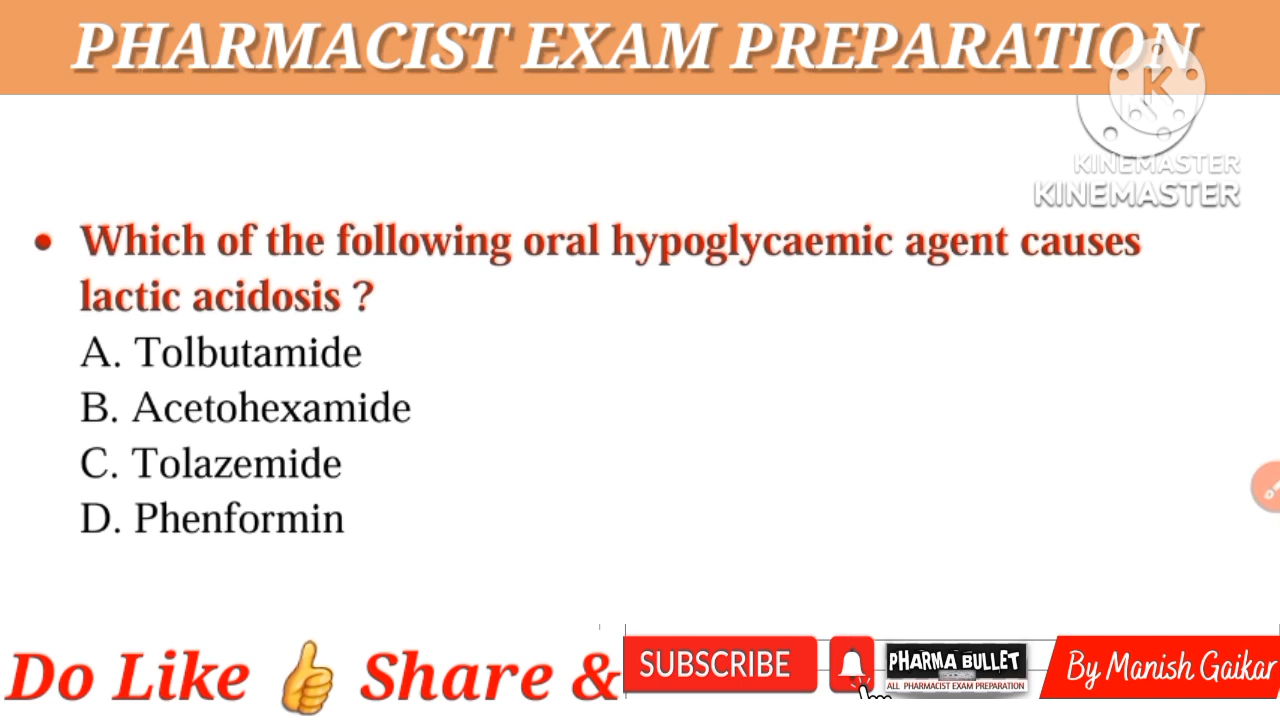 PHARMACIST EXAM PREPARATION
K
KINEMASTER
KINEMASTER
• Which of the following oral hypoglycaemic agent causes
lactic acidosis ?
A. Tolbutamide
B. Acetohexamide
C. Tolazemide
D. Phenformin
Do Like 👍 Share &
SUBSCRIBE
PHARMA BULLET
ALL PHARMACIST EXAM PREPARATION
By Manish Gaikar